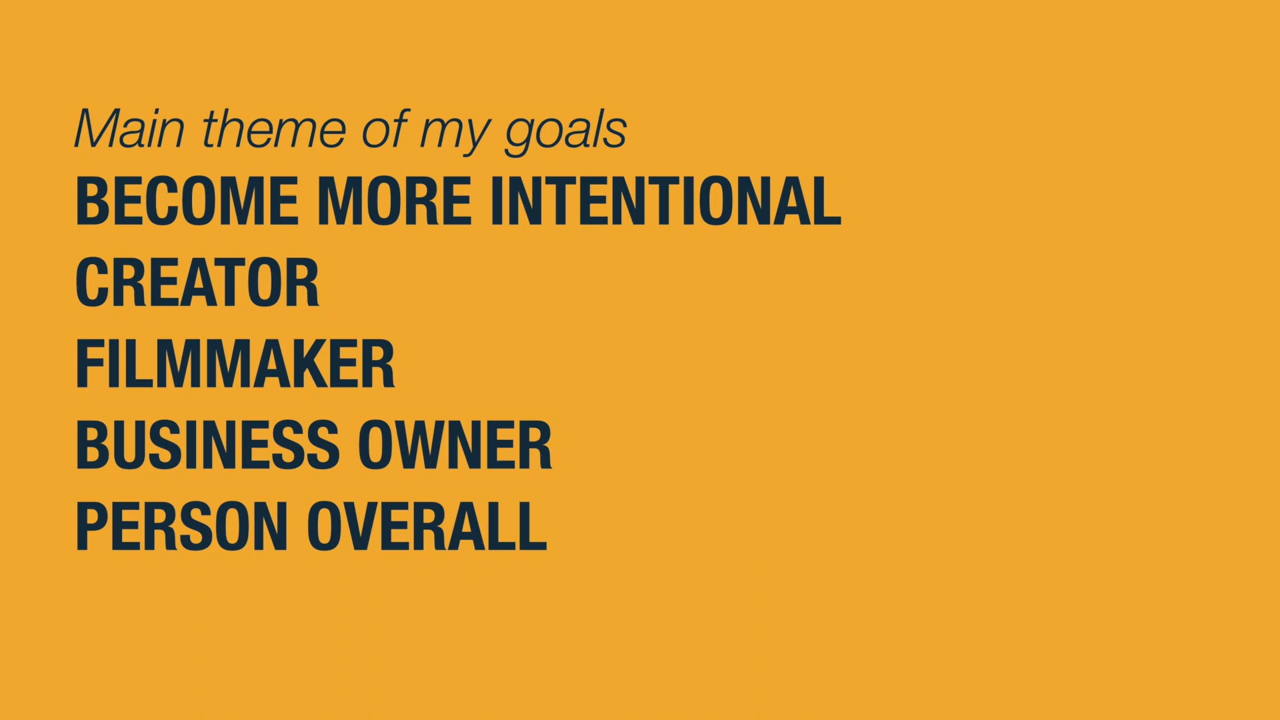 Main theme of my goals
BECOME MORE INTENTIONAL
CREATOR
FILMMAKER
BUSINESS OWNER
PERSON OVERALL